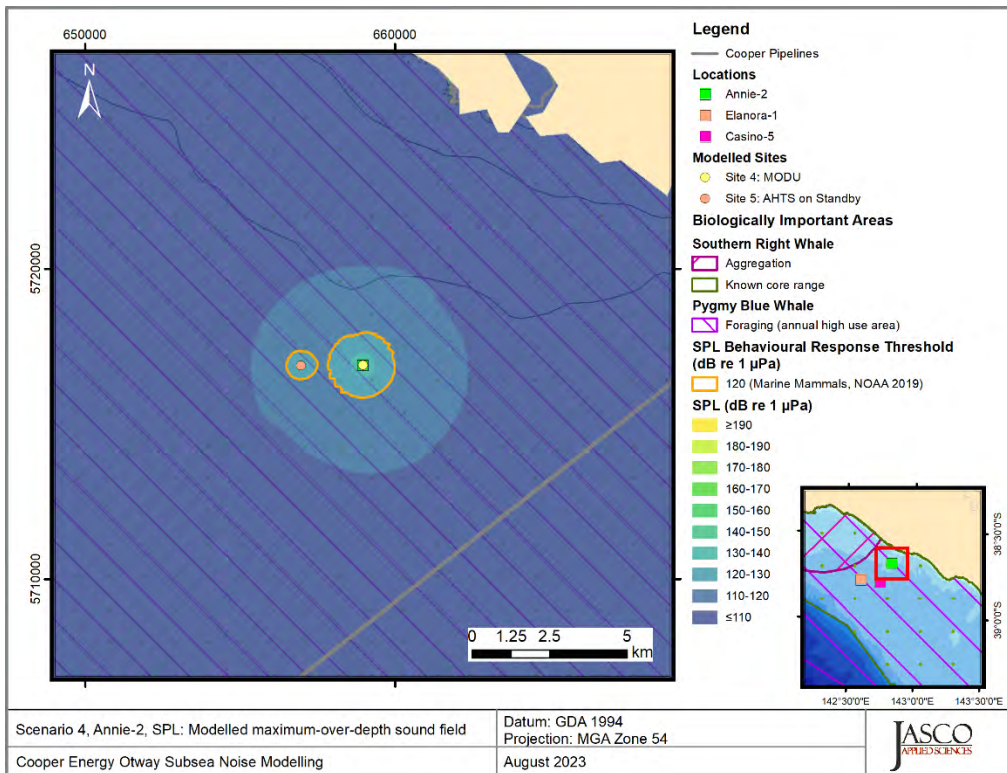 650000
660000
N
5720000
5710000
0 1.25 2.5 5
km
Legend
Cooper Pipelines
Locations
Annie-2
Elanora-1
Casino-5
Modelled Sites
Site 4: MODU
Site 5: AHTS on Standby
Biologically Important Areas
Southern Right Whale
Aggregation
Known core range
Pygmy Blue Whale
Foraging (annual high use area)
SPL Behavioural Response Threshold
(dB re 1 µPa)
120 (Marine Mammals, NOAA 2019)
SPL (dB re 1 µPa)
≥190
180-190
170-180
160-170
150-160
140-150
130-140
120-130
110-120
≤110
38°30'0"S
39°0'0"S
142°30'0"E 143°0'0"E 143°30'0"E
Scenario 4, Annie-2, SPL: Modelled maximum-over-depth sound field
Datum: GDA 1994
Projection: MGA Zone 54
Cooper Energy Otway Subsea Noise Modelling
August 2023
JASCO
APPLIED SCIENCES